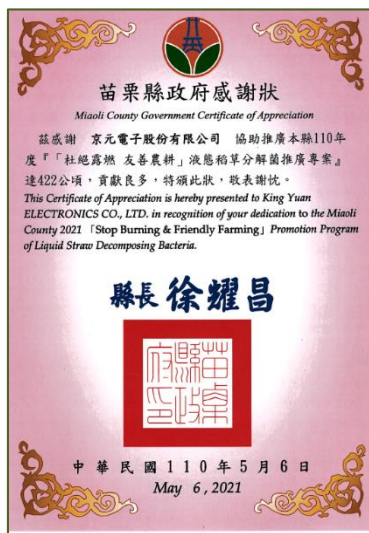 苗栗縣政府感謝狀
Miaoli County Government Certificate of Appreciation
茲感謝 京元電子股份有限公司 協助推廣本縣110年
度『「杜絕露燃 友善農耕」液態稻草分解菌推廣專案』
達422公頃，貢獻良多，特頒此狀，敬表謝忱。
This Certificate of Appreciation is hereby presented to King Yuan
ELECTRONICS CO., LTD. in recognition of your dedication to the Miaoli
County 2021 「Stop Burning & Friendly Farming」 Promotion Program
of Liquid Straw Decomposing Bacteria.
縣長 徐耀昌
苗栗縣政府印
中華民國110年5月6日
May 6, 2021